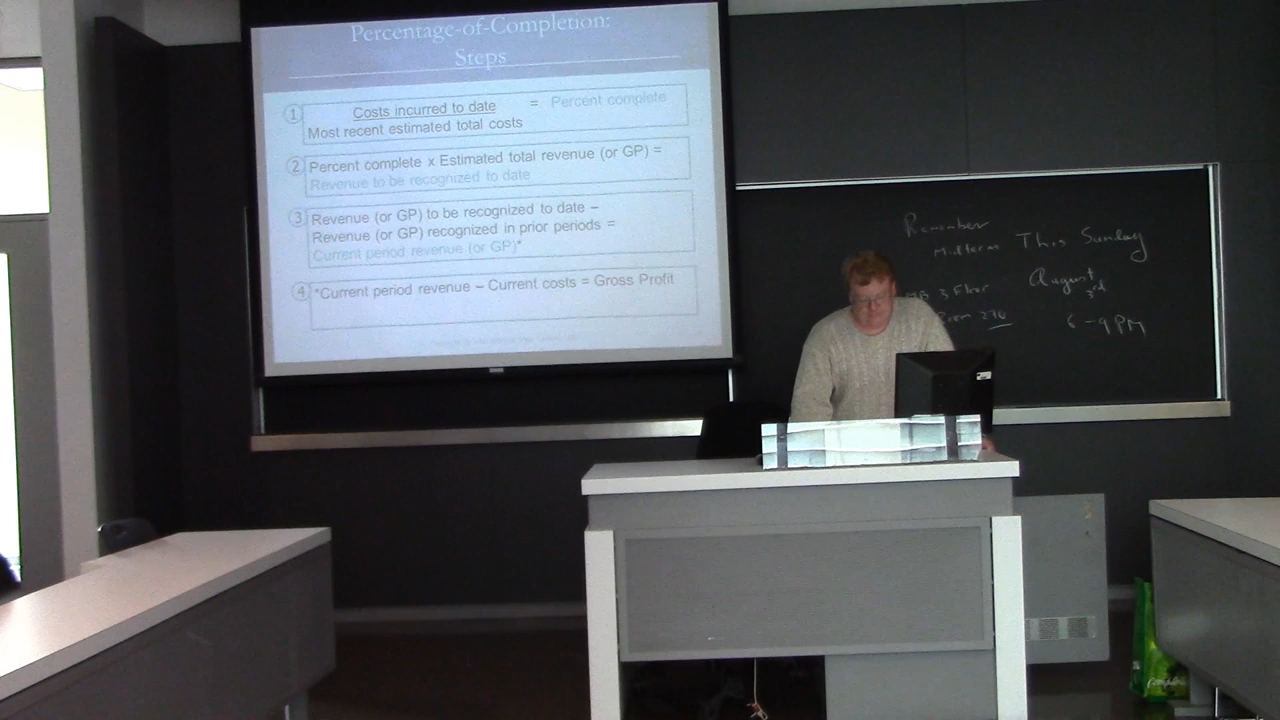 Percentage-of-Completion:
Steps
1 Costs incurred to date = Percent complete
Most recent estimated total costs
2 Percent complete x Estimated total revenue (or GP) =
Revenue to be recognized to date
3 Revenue (or GP) to be recognized to date –
Revenue (or GP) recognized in prior periods =
Current period revenue (or GP)*
4 *Current period revenue – Current costs = Gross Profit
Remember
Midterm This Sunday
August
3rd
3 Floor
270
6-9 PM